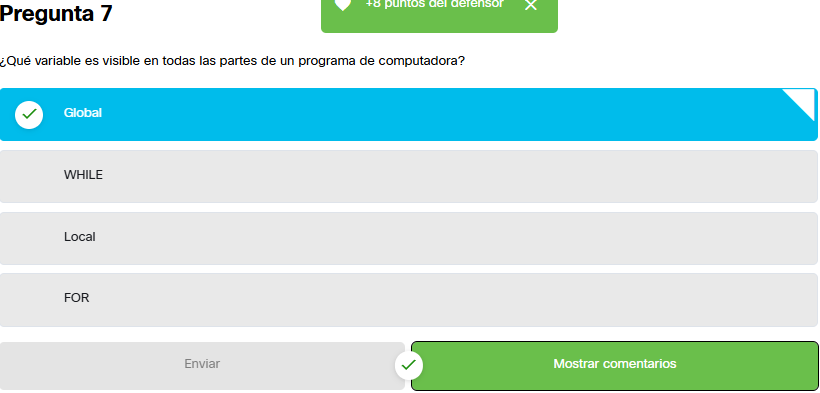 Pregunta 7
+8 puntos del defensor
¿Qué variable es visible en todas las partes de un programa de computadora?
Global
WHILE
Local
FOR
Enviar
Mostrar comentarios